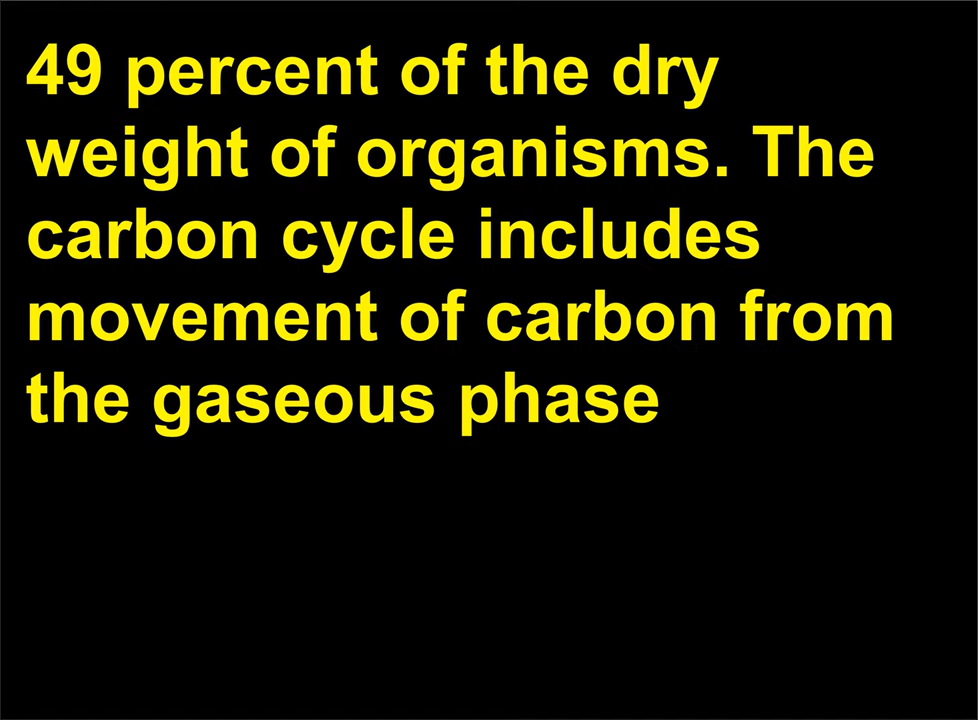 49 percent of the dry
weight of organisms. The
carbon cycle includes
movement of carbon from
the gaseous phase